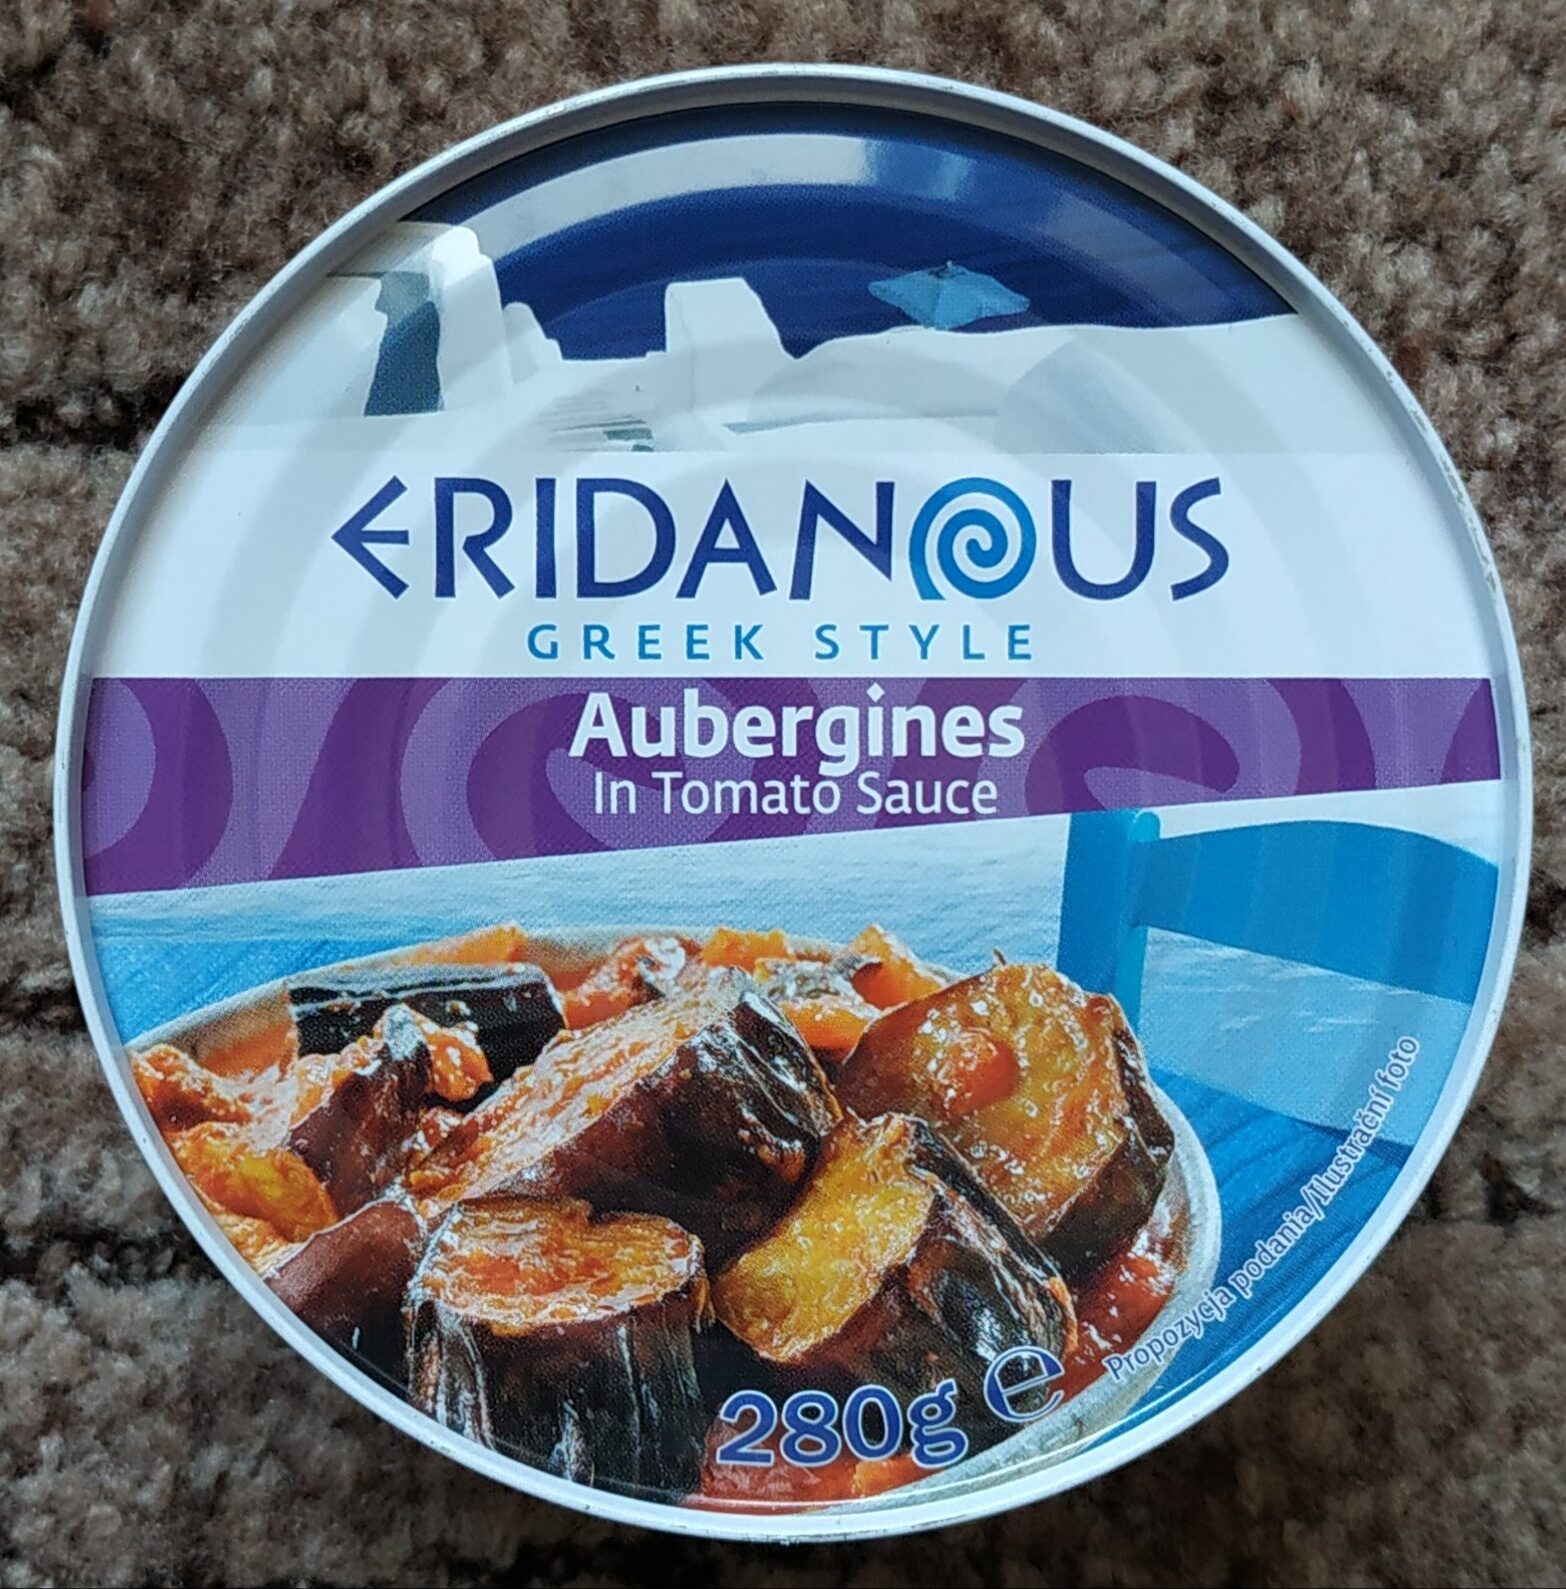 ERIDANOUS
GREEK STYLE
Aubergines
In Tomato Sauce
280g ℮
Propozycja podania/Ilustrační foto